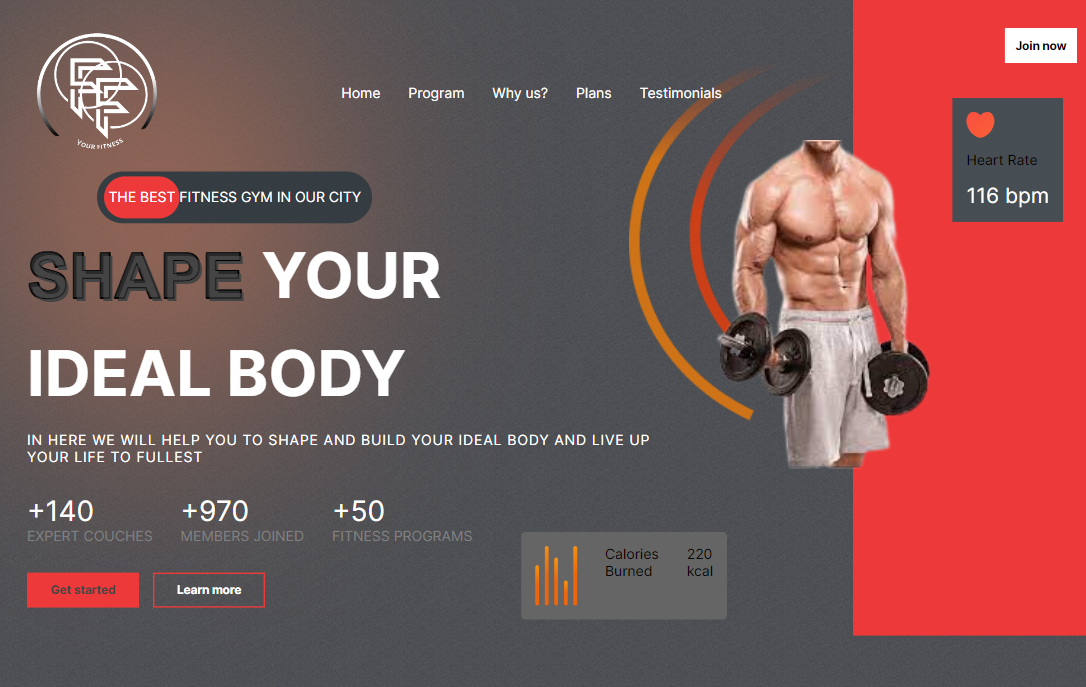 Join now
YOUR FITNESS
Home Program Why us? Plans Testimonials
Heart Rate
116 bpm
THE BEST FITNESS GYM IN OUR CITY
SHAPE YOUR
IDEAL BODY
IN HERE WE WILL HELP YOU TO SHAPE AND BUILD YOUR IDEAL BODY AND LIVE UP
YOUR LIFE TO FULLEST
+140 +970 +50
EXPERT COUCHES MEMBERS JOINED FITNESS PROGRAMS
Calories 220
Burned kcal
Get started Learn more